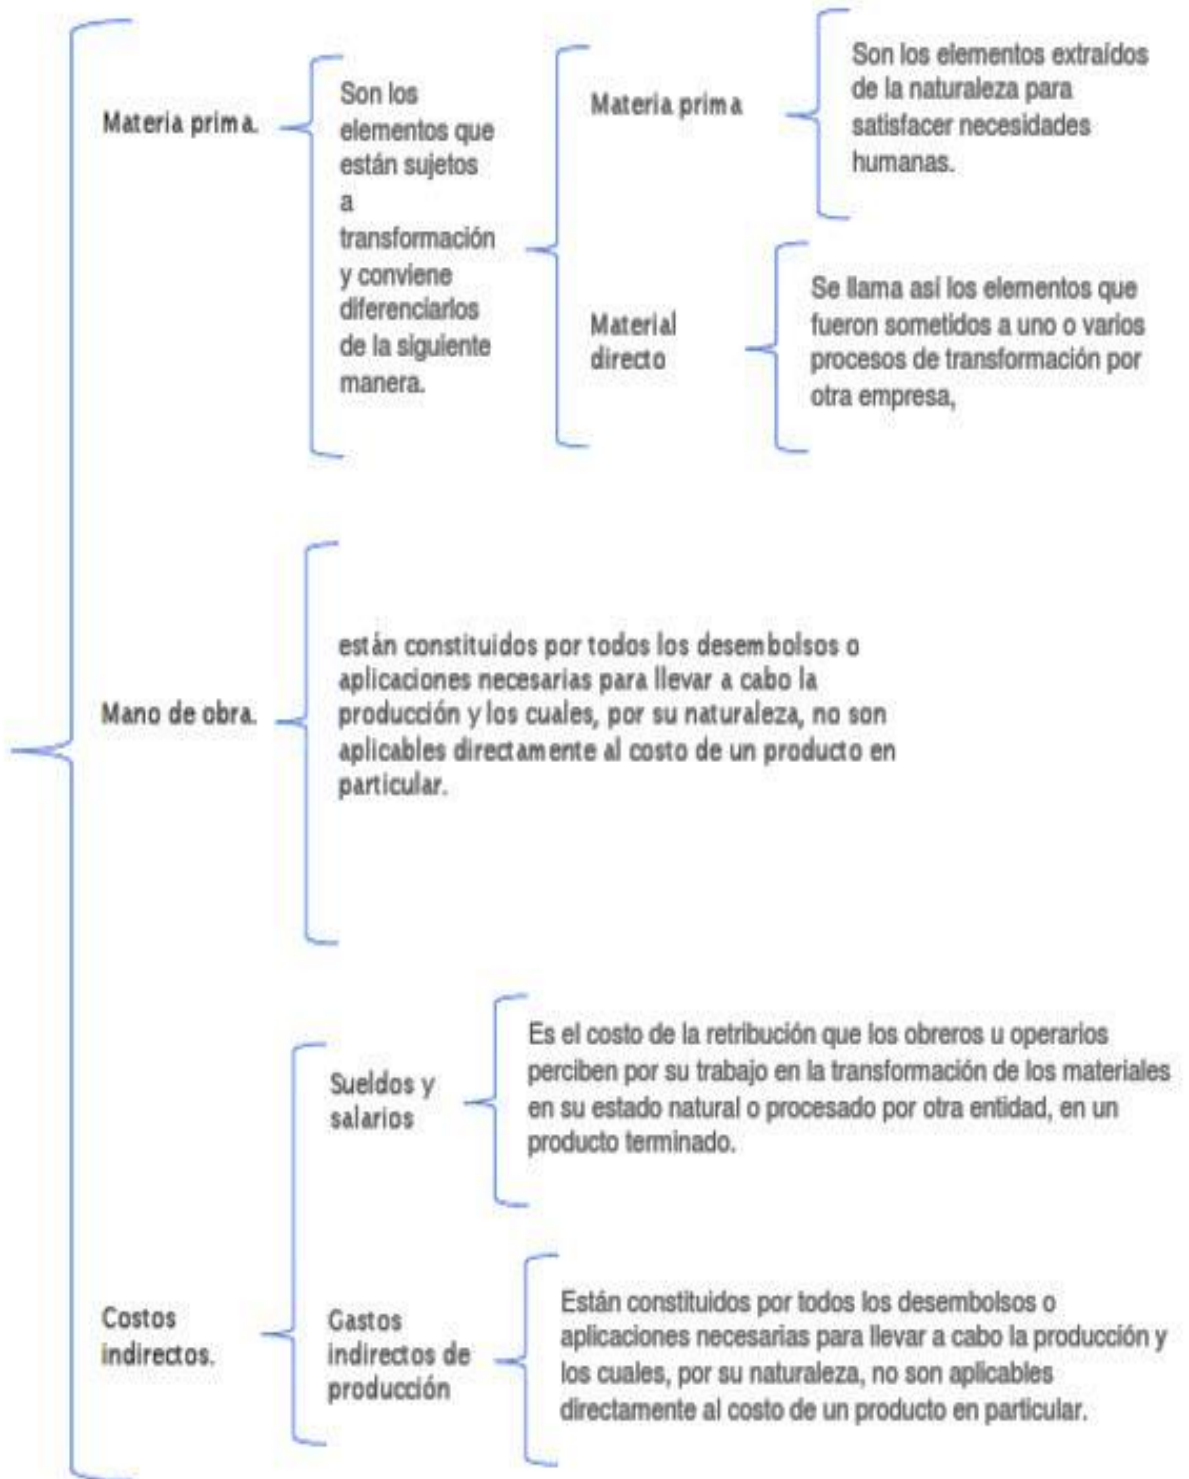 Materia prima.
Son los
elementos que
están sujetos
a
transformación
y conviene
diferenciarlos
de la siguiente
manera.
Materia prima
Son los elementos extraídos
de la naturaleza para
satisfacer necesidades
humanas.
Material
directo
Se llama así los elementos que
fueron sometidos a uno o varios
procesos de transformación por
otra empresa,
Mano de obra.
están constituidos por todos los desembolsos o
aplicaciones necesarias para llevar a cabo la
producción y los cuales, por su naturaleza, no son
aplicables directamente al costo de un producto en
particular.
Costos
indirectos.
Sueldos y
salarios
Es el costo de la retribución que los obreros u operarios
perciben por su trabajo en la transformación de los materiales
en su estado natural o procesado por otra entidad, en un
producto terminado.
Gastos
indirectos de
producción
Están constituidos por todos los desembolsos o
aplicaciones necesarias para llevar a cabo la producción y
los cuales, por su naturaleza, no son aplicables
directamente al costo de un producto en particular.